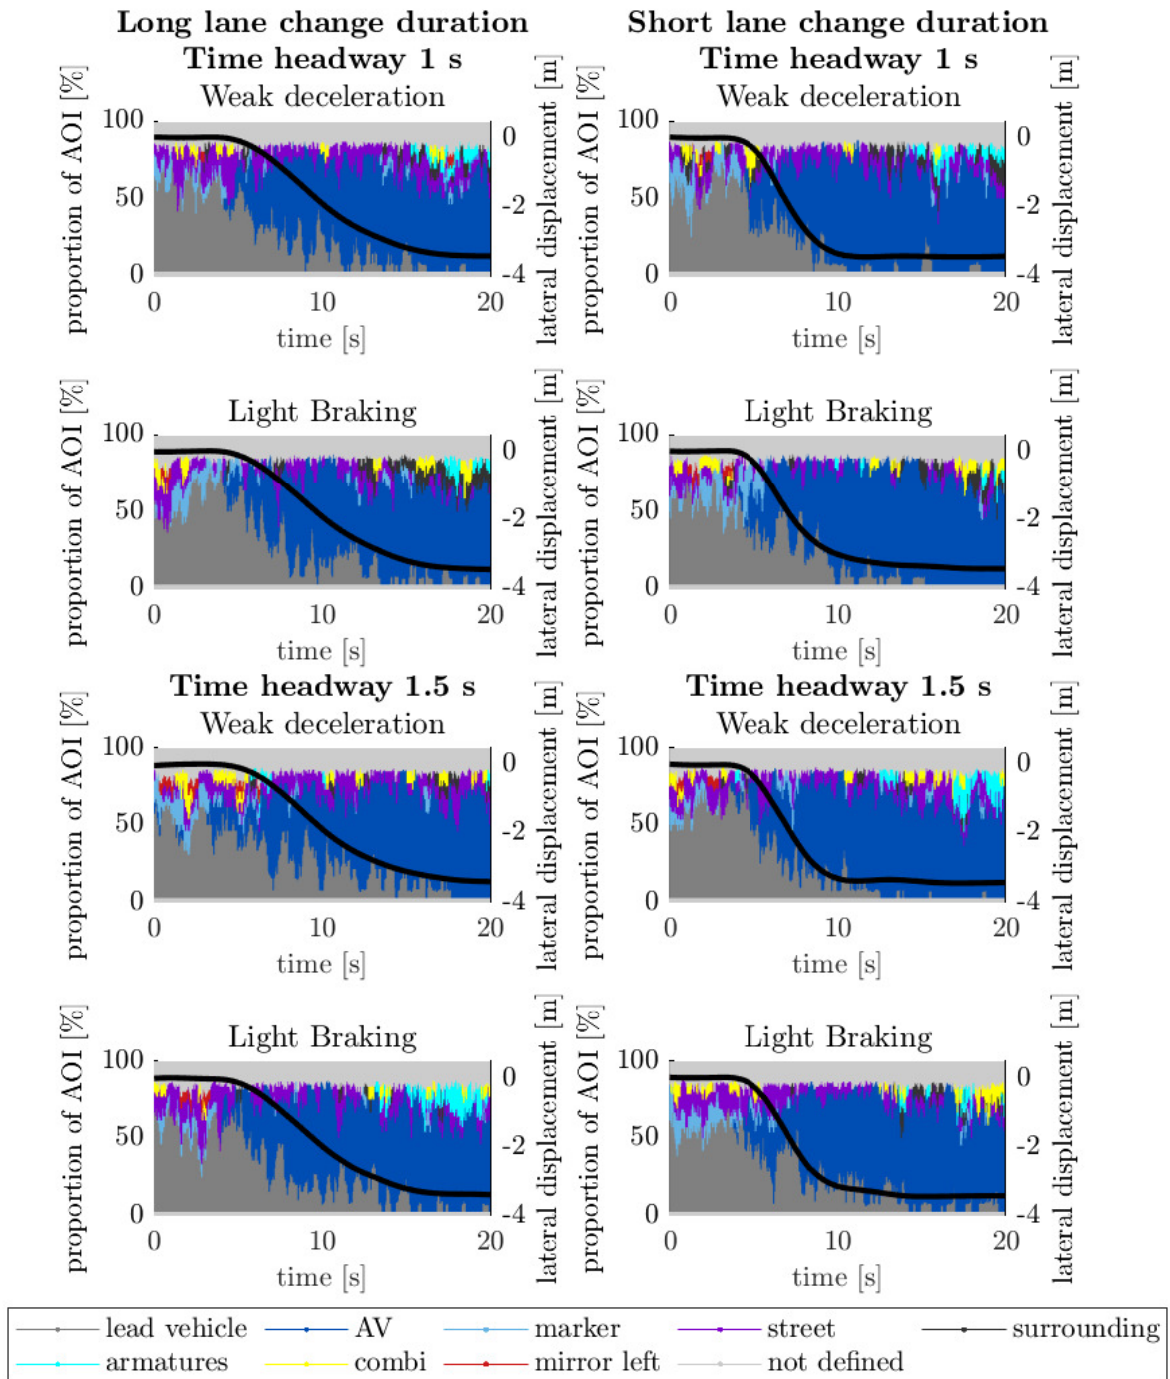 Long lane change duration
Short lane change duration
Time headway 1 s
Time headway 1 s
Weak deceleration
Weak deceleration
proportion of AOI [%]
100
50
0
0
-2
-4
lateral displacement [m]
0
10
20
time [s]
proportion of AOI [%]
100
50
0
0
-2
-4
lateral displacement [m]
0
10
20
time [s]
Light Braking
Light Braking
proportion of AOI [%]
100
50
0
0
-2
-4
lateral displacement [m]
0
10
20
time [s]
proportion of AOI [%]
100
50
0
0
-2
-4
lateral displacement [m]
0
10
20
time [s]
Time headway 1.5 s
Time headway 1.5 s
Weak deceleration
Weak deceleration
proportion of AOI [%]
100
50
0
0
-2
-4
lateral displacement [m]
0
10
20
time [s]
proportion of AOI [%]
100
50
0
0
-2
-4
lateral displacement [m]
0
10
20
time [s]
Light Braking
Light Braking
proportion of AOI [%]
100
50
0
0
-2
-4
lateral displacement [m]
0
10
20
time [s]
proportion of AOI [%]
100
50
0
0
-2
-4
lateral displacement [m]
0
10
20
time [s]
lead vehicle
AV
marker
street
surrounding
armatures
combi
mirror left
not defined